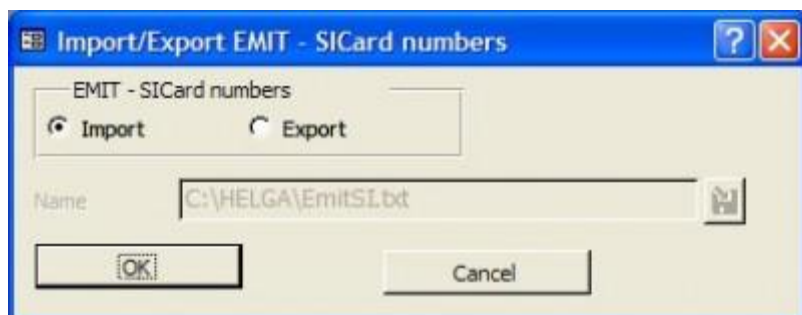 Import/Export EMIT - SICard numbers
EMIT - SICard numbers
Import Export
Name C:\HELGA\EmitSI.txt
OK Cancel